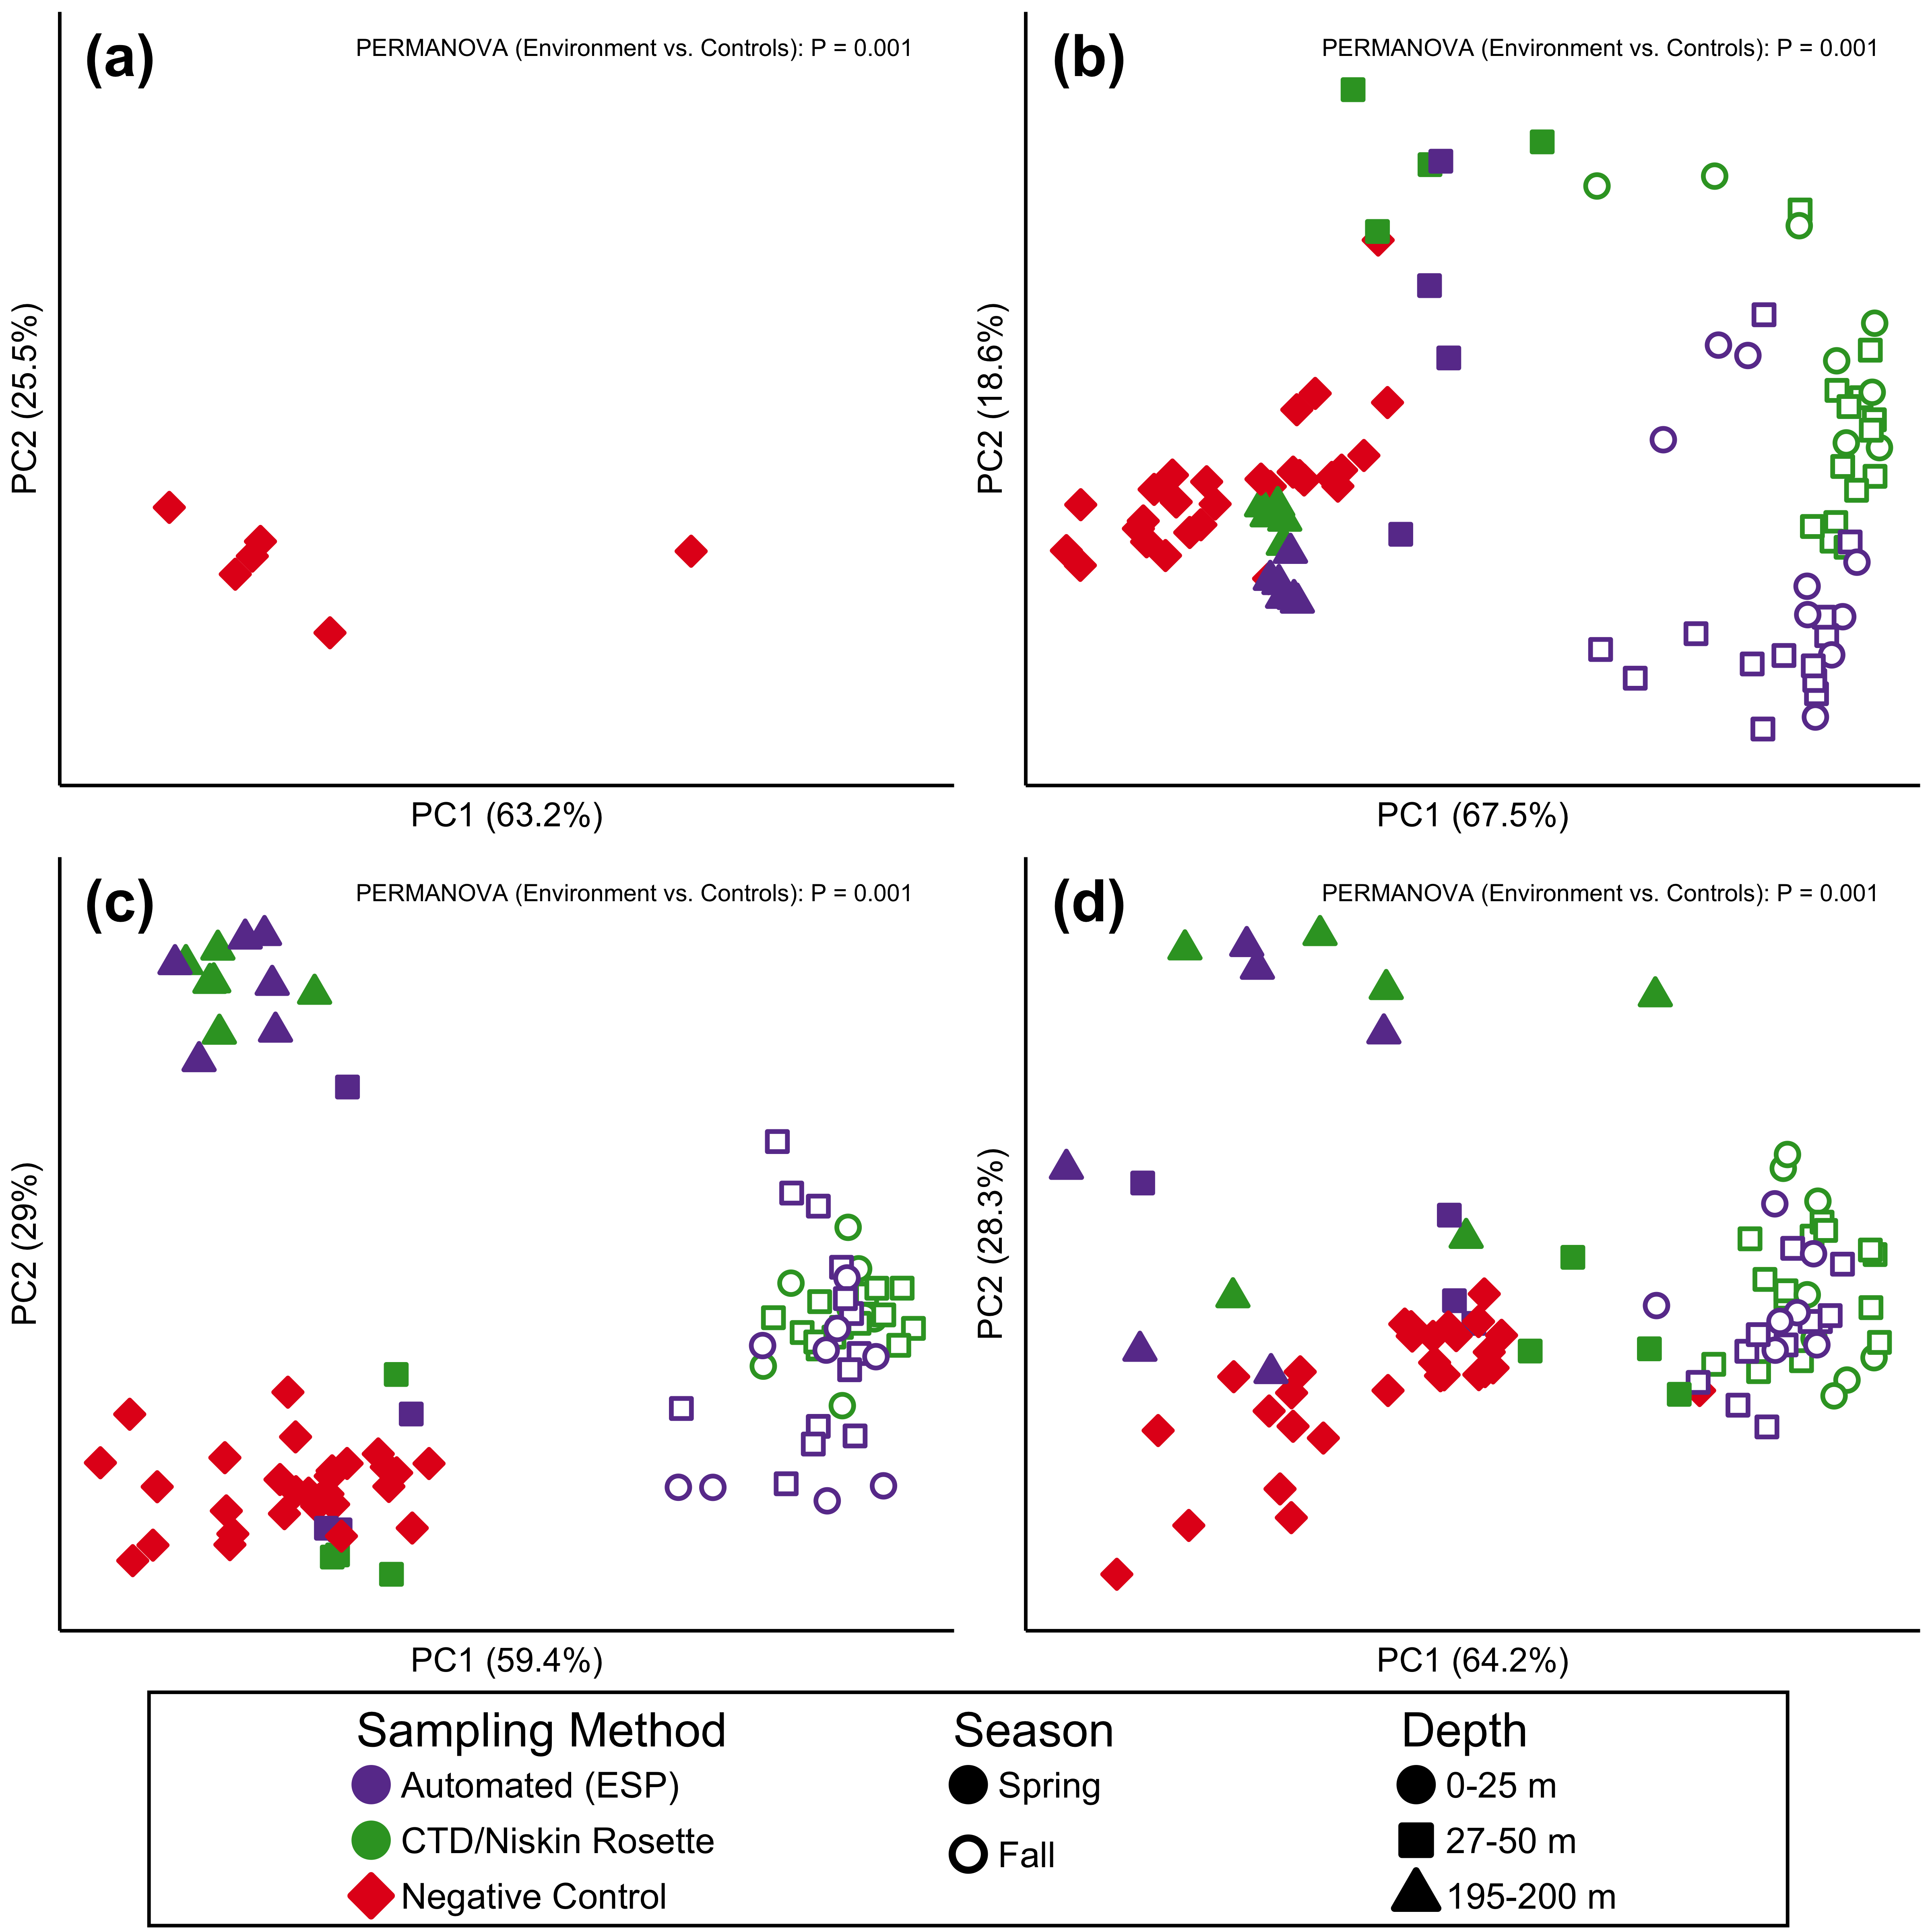 (a)
PERMANOVA (Environment vs. Controls): P = 0.001
PC2 (25.5%)
PC1 (63.2%)
(b)
PERMANOVA (Environment vs. Controls): P = 0.001
PC2 (18.6%)
PC1 (67.5%)
(c)
PERMANOVA (Environment vs. Controls): P = 0.001
PC2 (29%)
PC1 (59.4%)
(d)
PERMANOVA (Environment vs. Controls): P = 0.001
PC2 (28.3%)
PC1 (64.2%)
Sampling Method
Automated (ESP)
CTD/Niskin Rosette
Negative Control
Season
Spring
Fall
Depth
0-25 m
27-50 m
195-200 m